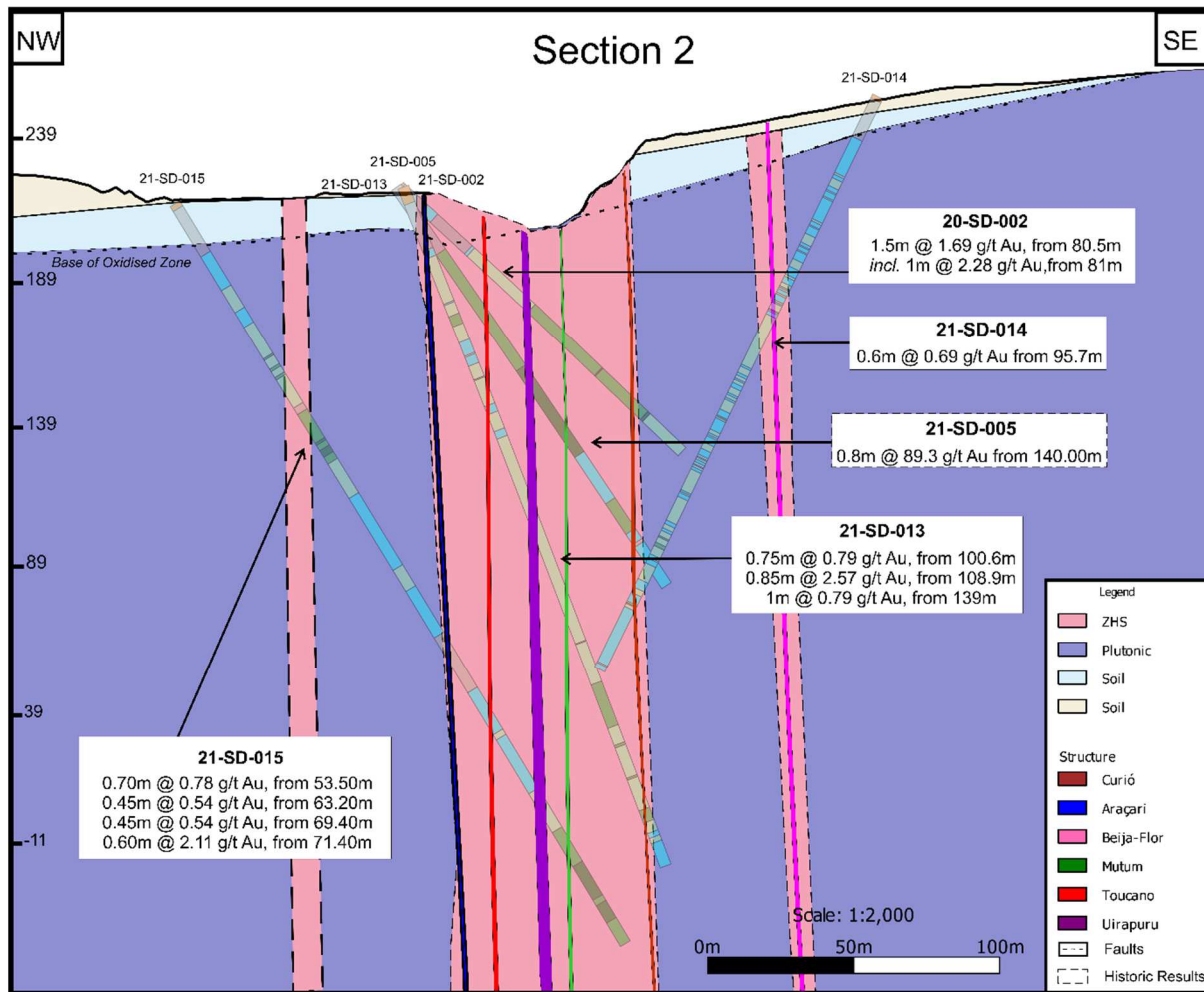 NW
Section 2
SE
21-SD-014
239
21-SD-005
21-SD-015
21-SD-013
21-SD-002
20-SD-002
1.5m @ 1.69 g/t Au, from 80.5m
incl. 1m @ 2.28 g/t Au,from 81m
Base of Oxidised Zone
189
21-SD-014
0.6m @ 0.69 g/t Au from 95.7m
139
21-SD-005
0.8m @ 89.3 g/t Au from 140.00m
21-SD-013
0.75m @ 0.79 g/t Au, from 100.6m
0.85m @ 2.57 g/t Au, from 108.9m
1m @ 0.79 g/t Au, from 139m
89
39
21-SD-015
0.70m @ 0.78 g/t Au, from 53.50m
0.45m @ 0.54 g/t Au, from 63.20m
0.45m @ 0.54 g/t Au, from 69.40m
0.60m @ 2.11 g/t Au, from 71.40m
-11
Scale: 1:2,000
0m 50m 100m
Legend
ZHS
Plutonic
Soil
Soil
Structure
Curió
Araçari
Beija-Flor
Mutum
Toucano
Uirapuru
Faults
Historic Results